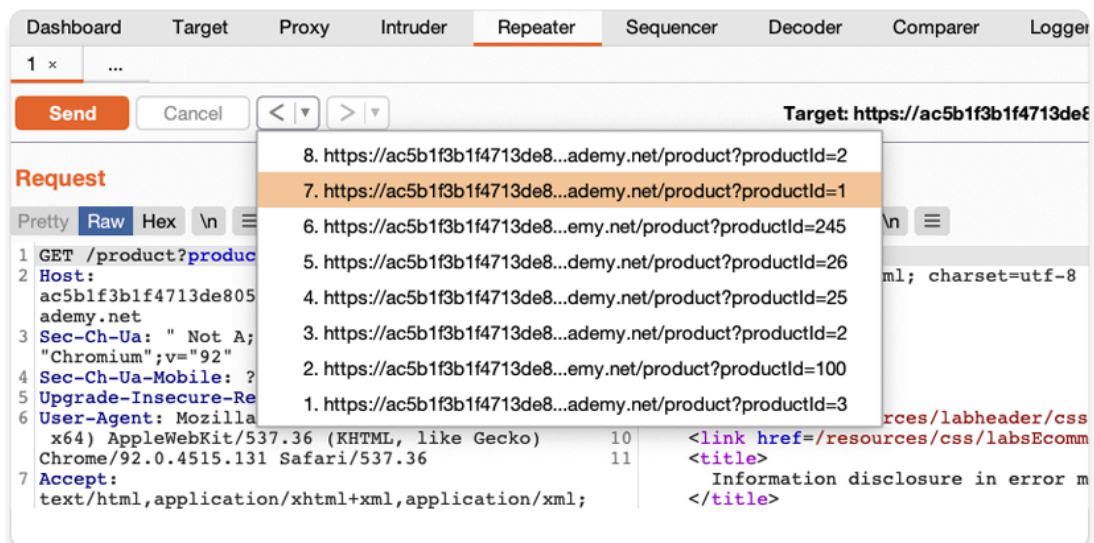 Dashboard Target Proxy Intruder Repeater Sequencer Decoder Comparer Logger
1 × ...
Send Cancel < ▼ > ▼ Target: https://ac5b1f3b1f4713de8
8. https://ac5b1f3b1f4713de8...ademy.net/product?productId=2
7. https://ac5b1f3b1f4713de8...ademy.net/product?productId=1
6. https://ac5b1f3b1f4713de8...emy.net/product?productId=245
5. https://ac5b1f3b1f4713de8...demy.net/product?productId=26
4. https://ac5b1f3b1f4713de8...demy.net/product?productId=25
3. https://ac5b1f3b1f4713de8...ademy.net/product?productId=2
2. https://ac5b1f3b1f4713de8...emy.net/product?productId=100
1. https://ac5b1f3b1f4713de8...ademy.net/product?productId=3
Request
Pretty Raw Hex \n ≡
1 GET /product?produc
2 Host:
ac5b1f3b1f4713de805
ademy.net
3 Sec-Ch-Ua: " Not A;
"Chromium";v="92"
4 Sec-Ch-Ua-Mobile: ?
5 Upgrade-Insecure-Re
6 User-Agent: Mozilla
x64) AppleWebKit/537.36 (KHTML, like Gecko)
Chrome/92.0.4515.131 Safari/537.36
7 Accept:
text/html,application/xhtml+xml,application/xml;
\n ≡
ml; charset=utf-8
rces/labheader/css
10 <link href=/resources/css/labsEcomm
11 <title>
Information disclosure in error m
</title>